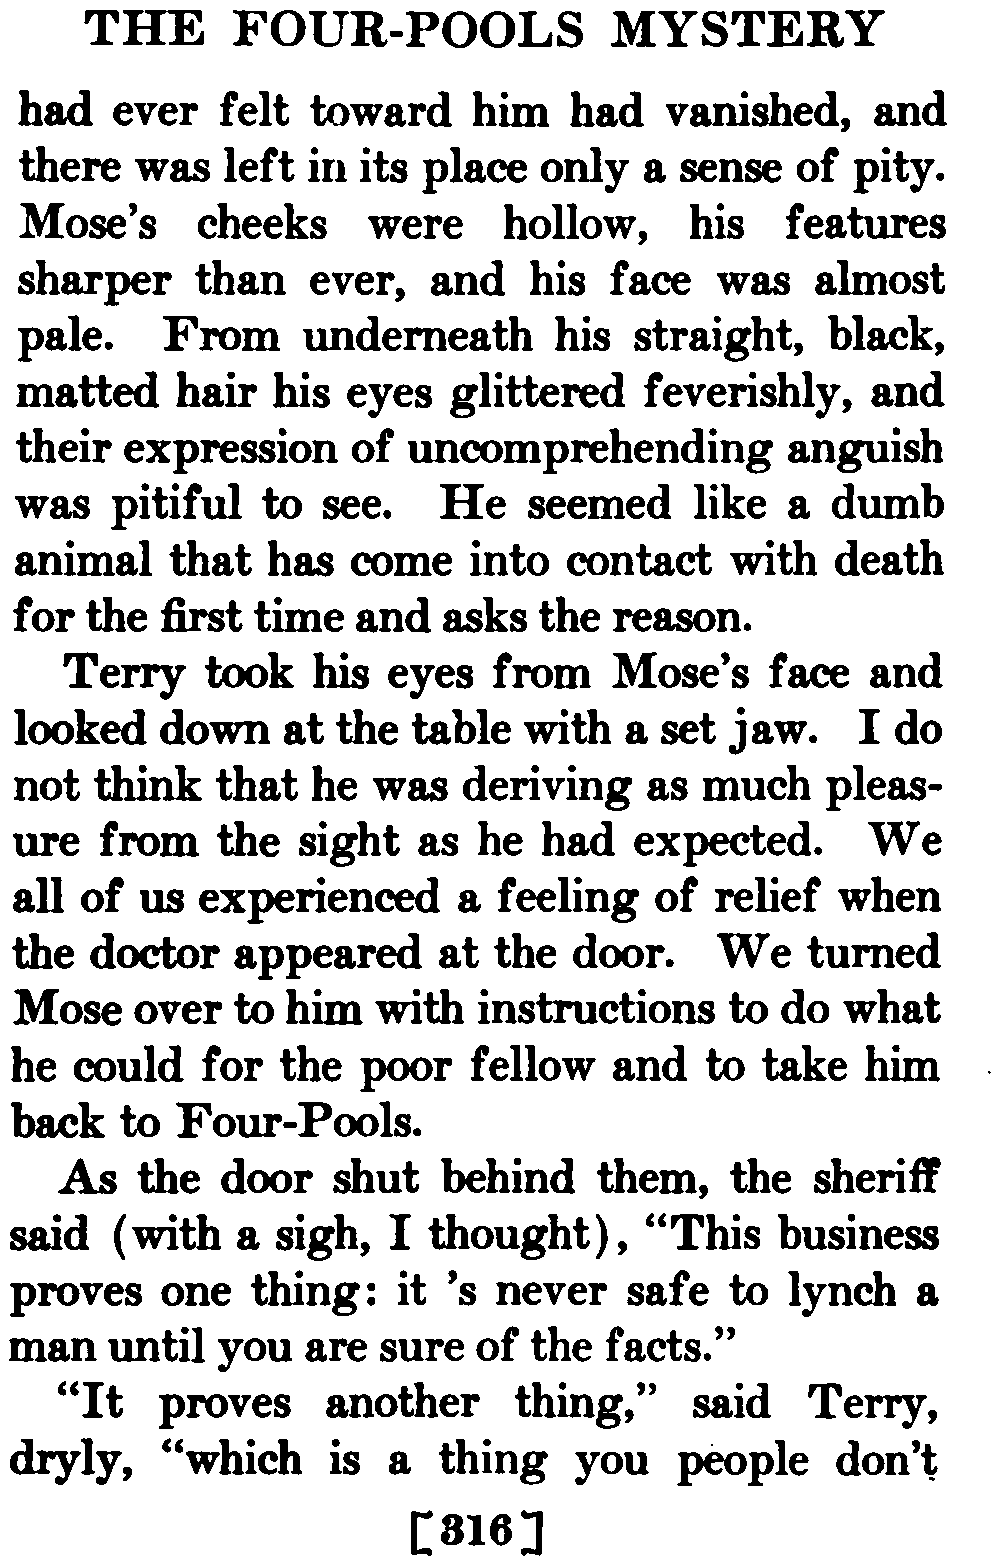 THE FOUR-POOLS MYSTERY
had ever felt toward him had vanished, and
there was left in its place only a sense of pity.
Mose's cheeks were hollow, his features
sharper than ever, and his face was almost
pale. From underneath his straight, black,
matted hair his eyes glittered feverishly, and
their expression of uncomprehending anguish
was pitiful to see. He seemed like a dumb
animal that has come into contact with death
for the first time and asks the reason.
Terry took his eyes from Mose's face and
looked down at the table with a set jaw. I do
not think that he was deriving as much pleas-
ure from the sight as he had expected. We
all of us experienced a feeling of relief when
the doctor appeared at the door. We turned
Mose over to him with instructions to do what
he could for the poor fellow and to take him
back to Four-Pools.
As the door shut behind them, the sheriff
said (with a sigh, I thought), “This business
proves one thing: it 's never safe to lynch a
man until you are sure of the facts.”
“It proves another thing,” said Terry,
dryly, “which is a thing you people don't
[316]